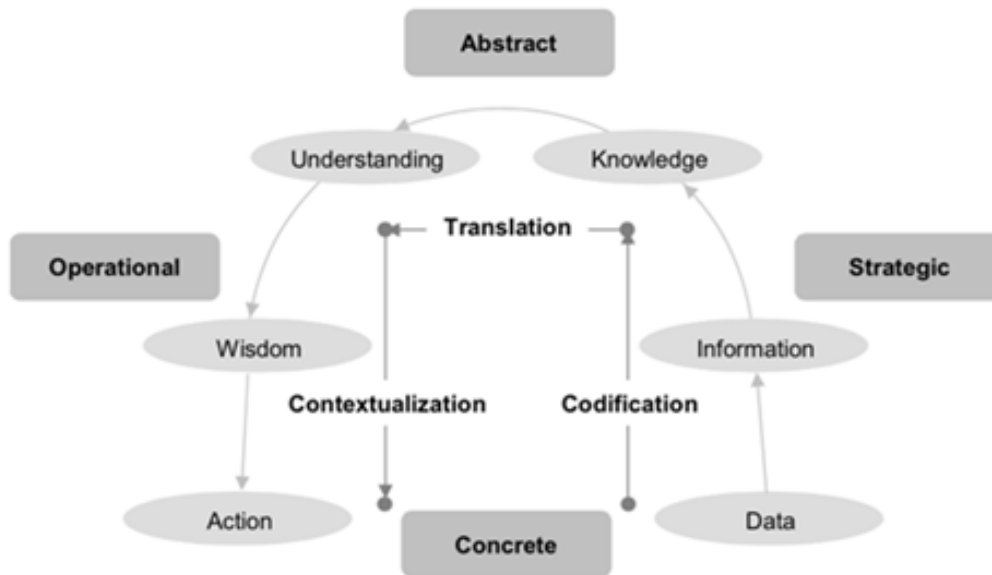 Abstract
Understanding
Knowledge
Translation
Operational
Strategic
Wisdom
Information
Contextualization
Codification
Action
Data
Concrete